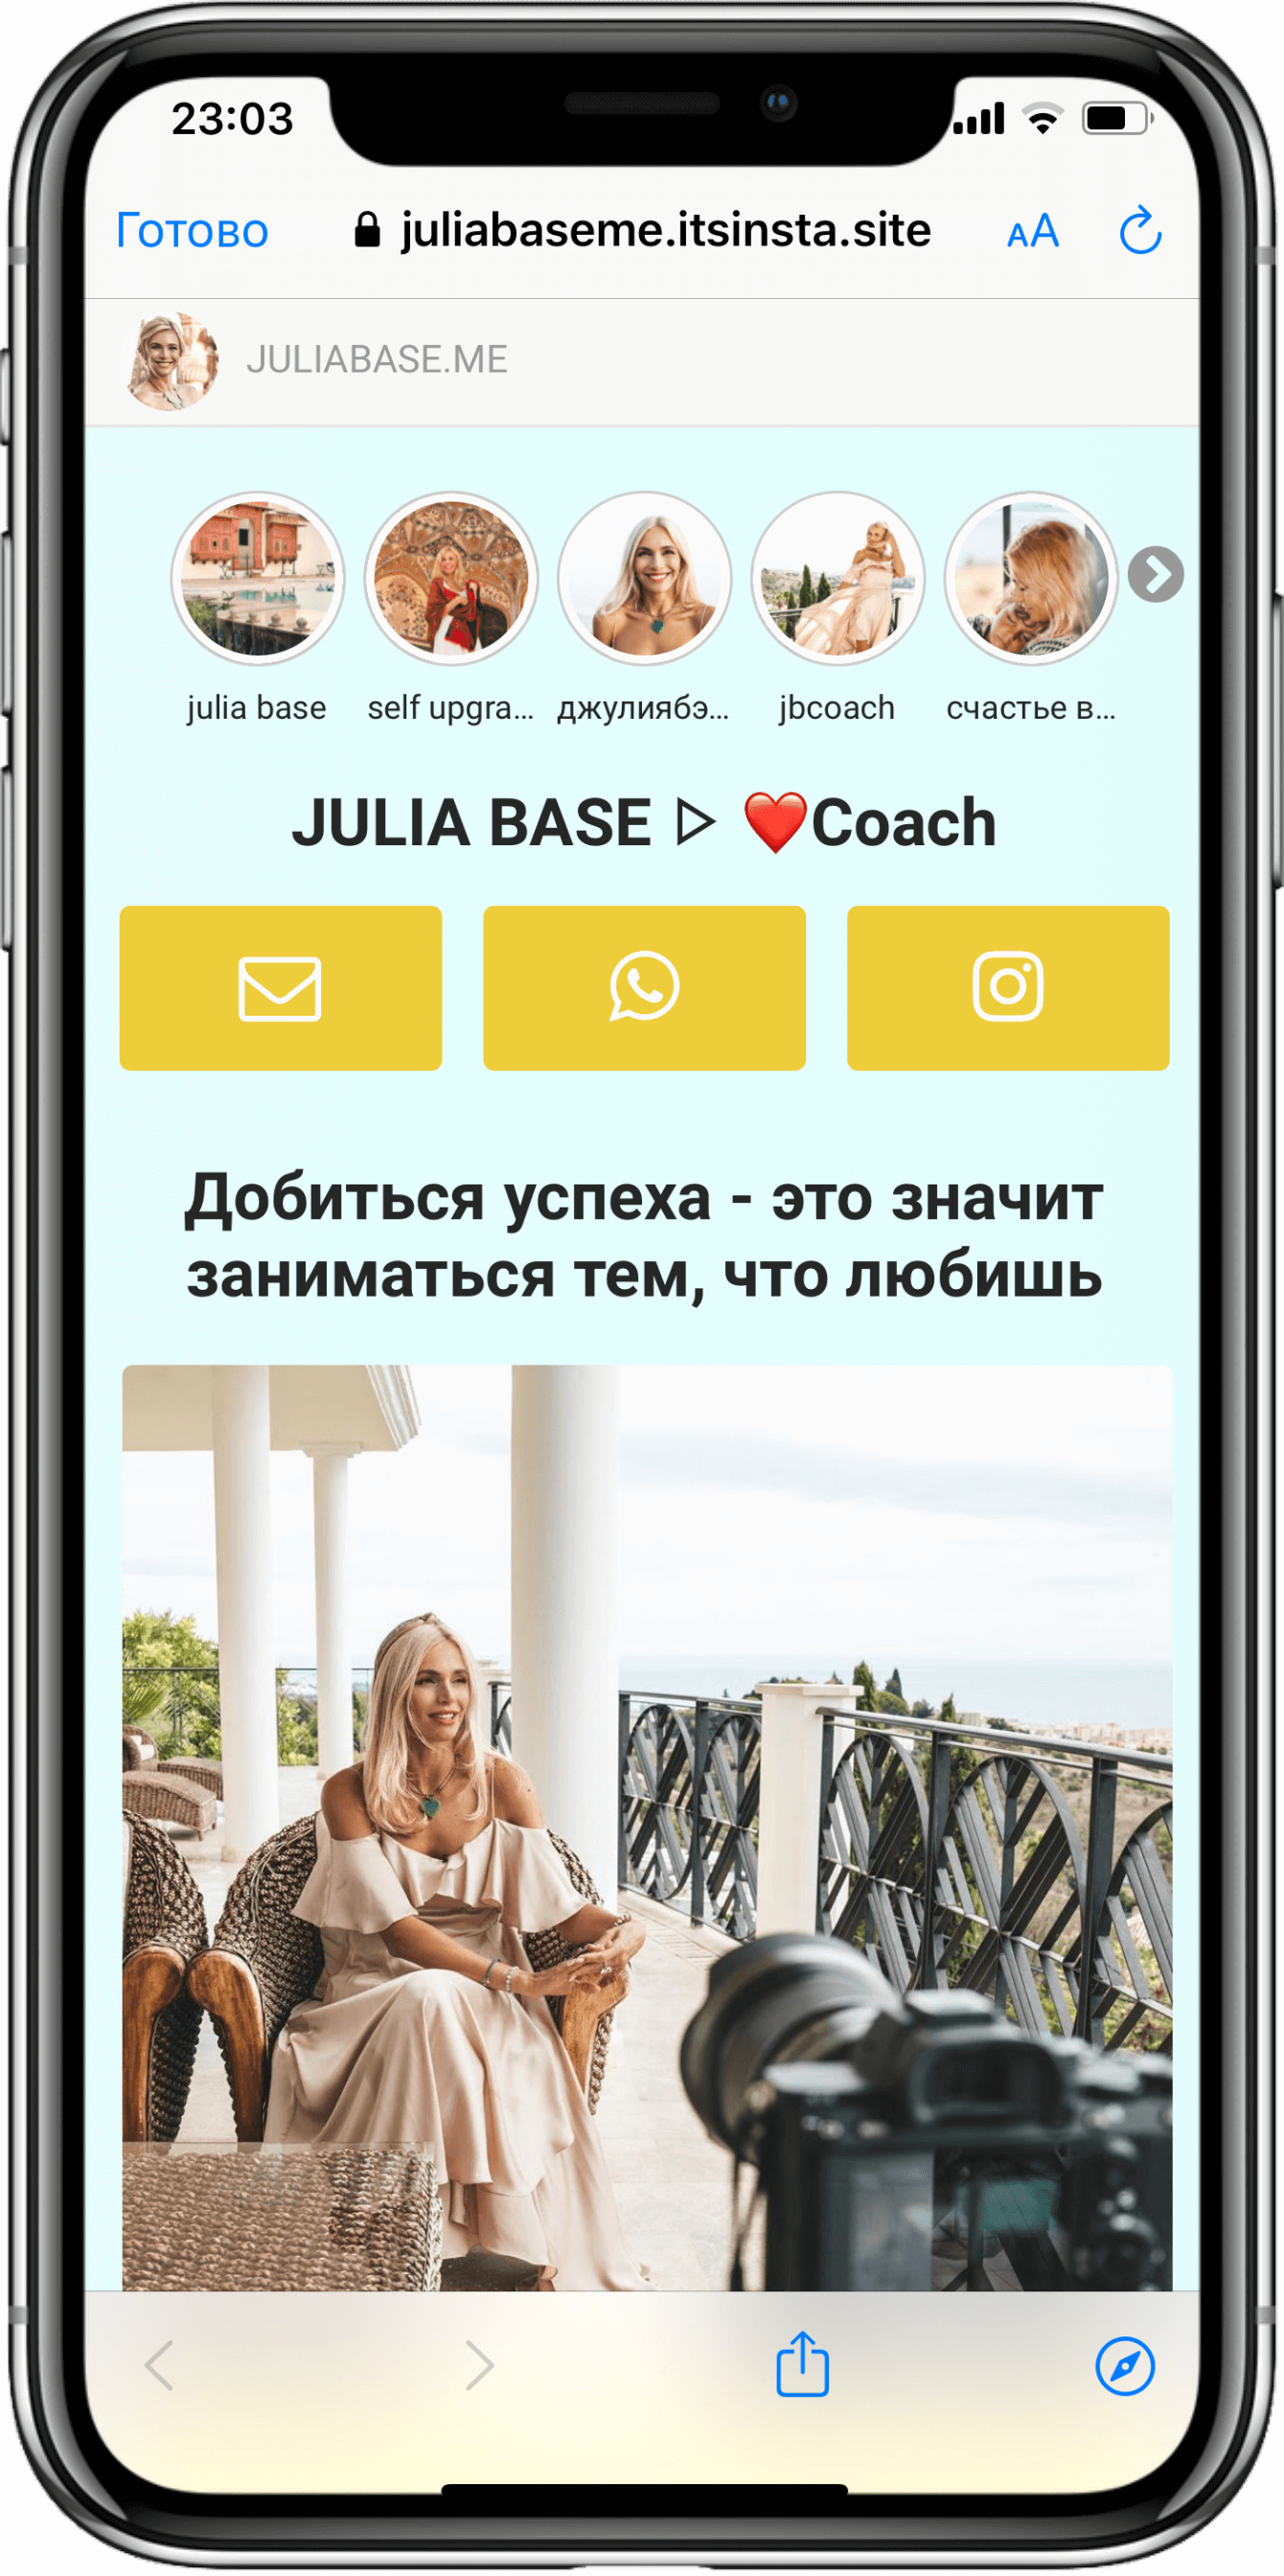 23:03
Готово juliabaseme.itsinsta.site AA
JULIABASE.ME
julia base self upgra... джулиябэ... jbcoach счастье в...
JULIA BASE ▷ ❤️Coach
Добиться успеха - это значит
заниматься тем, что любишь